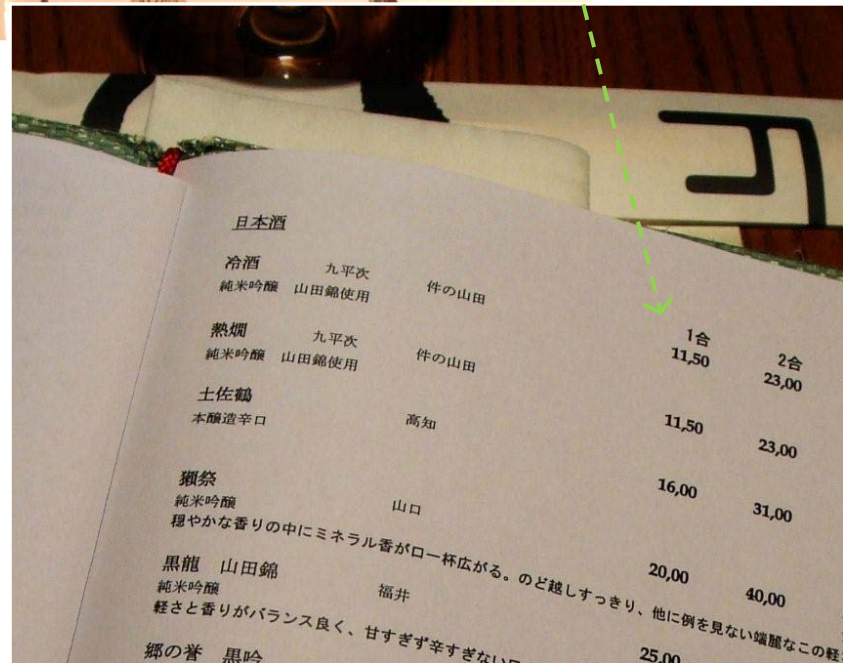 日本酒
冷酒 九平次 1合 2合
純米吟醸 山田錦使用 件の山田 11,50 23,00
熱燗 九平次
純米吟醸 山田錦使用 件の山田 11,50 23,00
土佐鶴
本醸造辛口 高知 16,00 31,00
獺祭
純米吟醸 山口 20,00 40,00
穏やかな香りの中にミネラル香が口一杯広がる。のど越しすっきり、他に例を見ない端麗なこの軽
黒龍 山田錦
純米吟醸 福井 25,00
軽さと香りがバランス良く、甘すぎず辛すぎない
郷の誉 黒吟